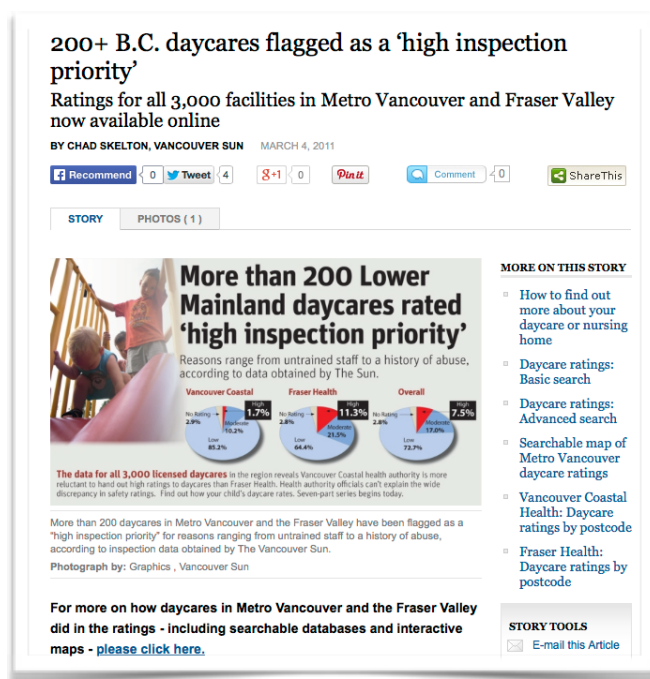 200+ B.C. daycares flagged as a ‘high inspection
priority’
Ratings for all 3,000 facilities in Metro Vancouver and Fraser Valley
now available online
BY CHAD SKELTON, VANCOUVER SUN MARCH 4, 2011
Recommend 0 Tweet 4 8+1 0 Pin it Comment 0 ShareThis
STORY PHOTOS ( 1 )
More than 200 Lower
Mainland daycares rated
‘high inspection priority’
Reasons range from untrained staff to a history of abuse,
according to data obtained by The Sun.
Vancouver Coastal Fraser Health Overall
No Rating 2.9% High 1.7% Moderate 10.2% Low 85.2%
No Rating 2.8% High 11.3% Moderate 21.5% Low 64.4%
No Rating 2.8% High 7.5% Moderate 17.0% Low 72.7%
The data for all 3,000 licensed daycares in the region reveals Vancouver Coastal health authority is more
reluctant to hand out high ratings to daycares than Fraser Health. Health authority officials can't explain the wide
discrepancy in safety ratings. Find out how your child's daycare rates. Seven-part series begins today.
More than 200 daycares in Metro Vancouver and the Fraser Valley have been flagged as a
"high inspection priority" for reasons ranging from untrained staff to a history of abuse,
according to inspection data obtained by The Vancouver Sun.
Photograph by: Graphics , Vancouver Sun
For more on how daycares in Metro Vancouver and the Fraser Valley
did in the ratings - including searchable databases and interactive
maps - please click here.
MORE ON THIS STORY
How to find out
more about your
daycare or nursing
home
Daycare ratings:
Basic search
Daycare ratings:
Advanced search
Searchable map of
Metro Vancouver
daycare ratings
Vancouver Coastal
Health: Daycare
ratings by postcode
Fraser Health:
Daycare ratings by
postcode
STORY TOOLS
E-mail this Article